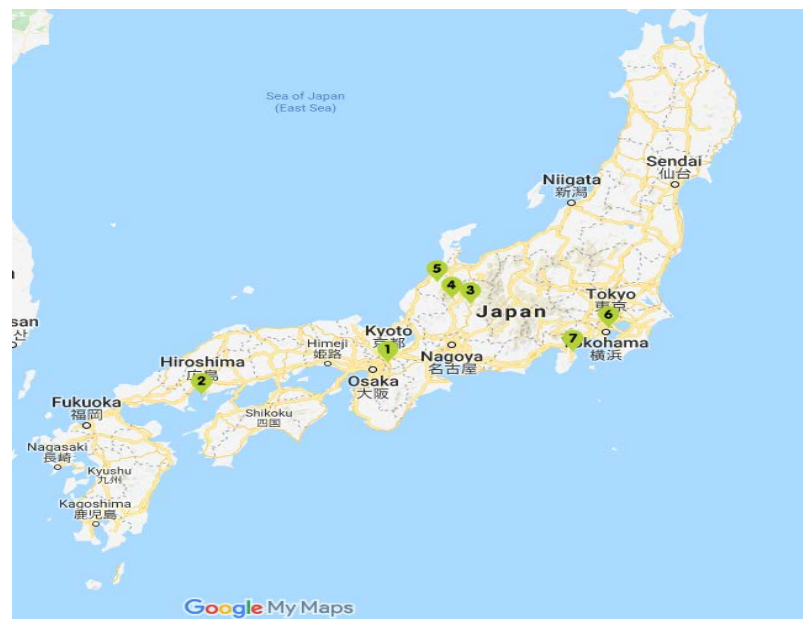 Sea of Japan
(East Sea)
Sendai
仙台
Niigata
新潟
5
4
3
Japan
Tokyo
東京
6
7
Yokohama
横浜
Kyoto
京都
1
Himeji
姫路
Nagoya
名古屋
Osaka
大阪
Hiroshima
広島
2
Shikoku
四国
Fukuoka
福岡
Nagasaki
長崎
Kyushu
九州
Kagoshima
鹿児島
san
산
Google My Maps